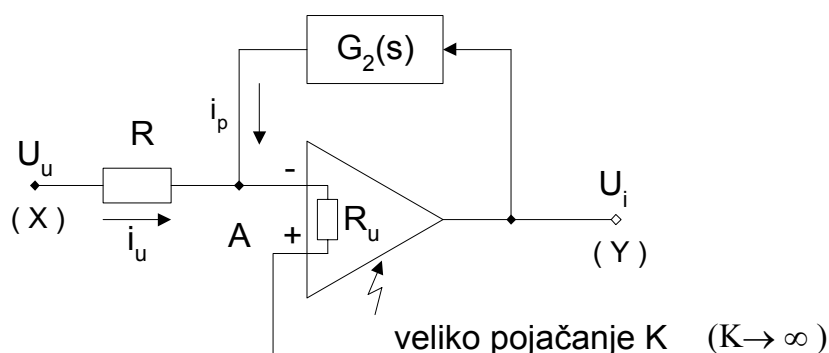 G2(s)
ip
R
Uu
-
Ui
( X )
iu
A
+
Ru
( Y )
veliko pojačanje K (K→ ∞ )